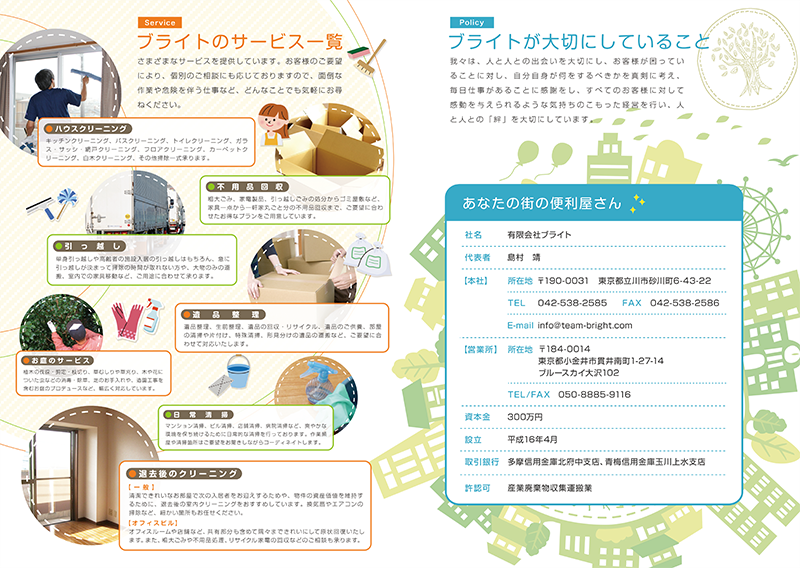 Service
ブライトのサービス一覧
さまざまなサービスを提供しています。お客様のご要望
により、個別のご相談にも応じておりますので、面倒な
作業や危険を伴う仕事など、どんなことでも気軽にお尋
ねください。
ハウスクリーニング
キッチンクリーニング、バスクリーニング、トイレクリーニング、ガラ
ス・サッシ・網戸クリーニング、フロアクリーニング、カーペットク
リーニング、白木クリーニング、その他掃除一式承ります。
不用品回収
粗大ごみ、家電製品、引っ越しごみの処分からゴミ屋敷など、
家具一点から一軒家丸ごと分の不用品回収まで、ご要望に合わ
せたお得なプランをご用意しています。
引っ越し
単身引っ越しや高齢者の施設入居の引っ越しはもちろん、急に
引っ越しが決まって掃除の時間が取れない方や、大物のみの運
搬、室内での家具移動など、ご用途に合わせて承ります。
遺品整理
遺品整理、生前整理、遺品の回収・リサイクル、遺品のご供養、部屋
の清掃や片付け、特殊清掃、形見分けの遺品の運搬など、ご要望に合
わせて対応いたします。
お庭のサービス
植木の伐採・剪定・枝切り、草むしりや草刈り、木や花に
ついた虫などの消毒・駆除、芝のお手入れや、造園工事を
含むお庭のプロデュースなど、幅広く対応しています。
日常清掃
マンション清掃、ビル清掃、店舗清掃、病院清掃など、爽やかな
環境を保ち続けるために日常的な清掃を行っております。作業頻
度や清掃箇所はご要望をお聞きしながらコーディネイトします。
退去後のクリーニング
【一般】
清潔できれいなお部屋で次の入居者をお迎えするためや、物件の資産価値を維持す
るために、退去後の室内クリーニングをおすすめしています。換気扇やエアコンの
掃除など、細かい箇所もお任せください。
【オフィスビル】
オフィスルームや店舗など、共有部分も含めて隅々まできれいにして原状回復いたし
ます。また、粗大ごみや不用品処理、リサイクル家電の回収などのご相談も承ります。
Policy
ブライトが大切にしていること
我々は、人と人との出会いを大切にし、お客様が困ってい
ることに対し、自分自身が何をするべきかを真剣に考え、
毎日仕事があることに感謝をし、すべてのお客様に対して
感動を与えられるような気持ちのこもった経営を行い、人
と人との「絆」を大切にしています。
あなたの街の便利屋さん
社名 有限会社ブライト
代表者 島村 靖
【本社】 所在地 〒190-0031 東京都立川市砂川町6-43-22
TEL 042-538-2585 FAX 042-538-2586
E-mail info@team-bright.com
【営業所】 所在地 〒184-0014
東京都小金井市貫井南町1-27-14
ブルースカイ大沢102
TEL/FAX 050-8885-9116
資本金 300万円
設立 平成16年4月
取引銀行 多摩信用金庫北府中支店、青梅信用金庫玉川上水支店
許認可 産業廃棄物収集運搬業